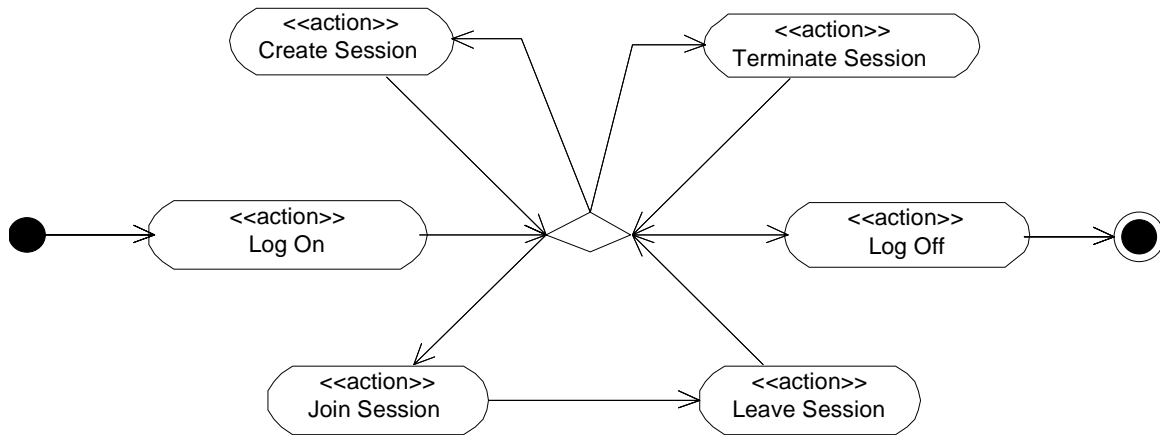 <<action>>
Create Session
<<action>>
Terminate Session
<<action>>
Log On
<<action>>
Log Off
<<action>>
Join Session
<<action>>
Leave Session